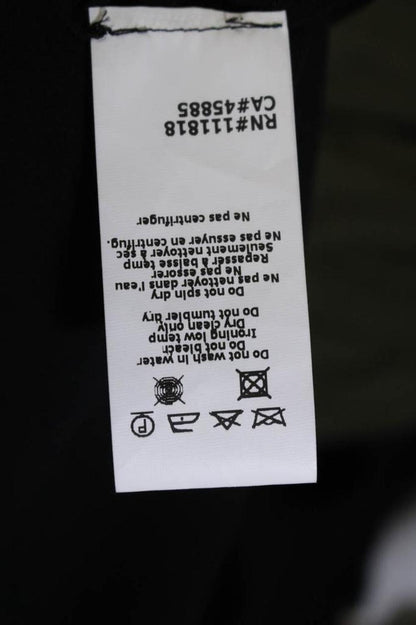 P
Do not wash in water
Do not bleach
Ironing low temp
Dry clean only
Do not tumbler dry
Do not spin dry
Ne pas nettoyer dans l'eau
Ne pas essorer
Repasser à baisse temp
Seulement nettoyer à sec
Ne pas essuyer en centrifug.
Ne pas centrifuger
RN#111818
CA#45885